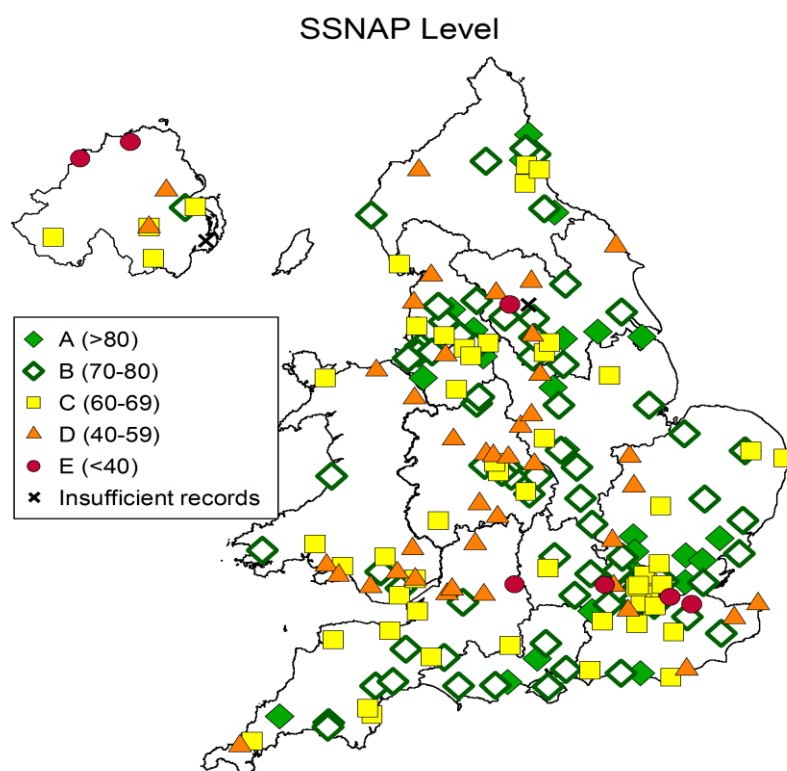 SSNAP Level
A (>80)
B (70-80)
C (60-69)
D (40-59)
E (<40)
Insufficient records